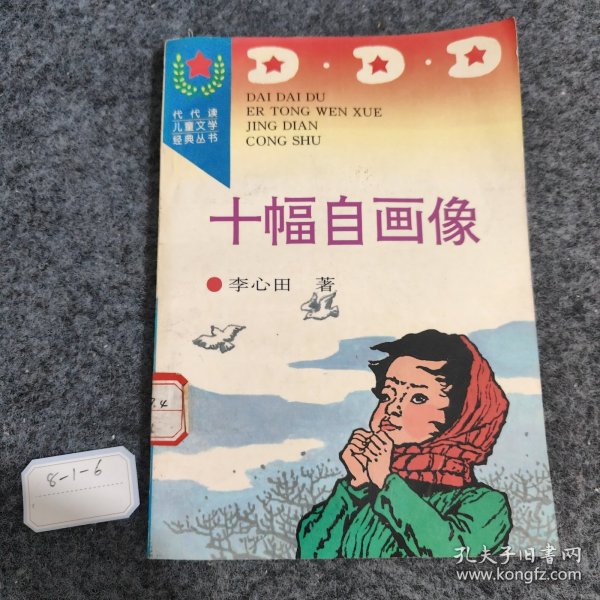 D·D·D
DAI DAI DU
ER TONG WEN XUE
JING DIAN
CONG SHU
代代读
儿童文学
经典丛书
十幅自画像
李心田 著
8-1-6
孔夫子旧书网
www.kongfz.com